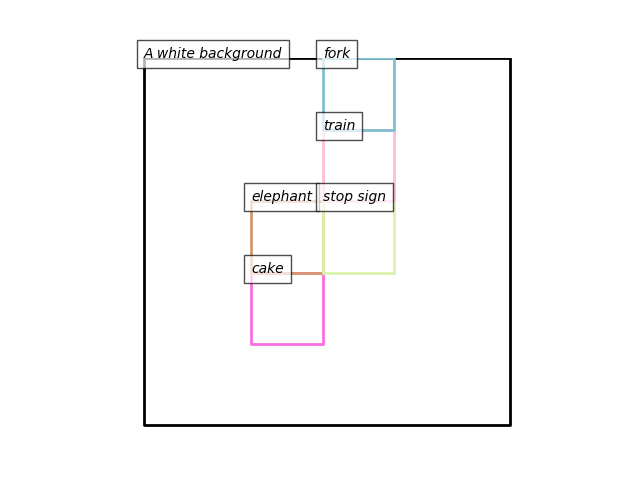 A white background
fork
train
elephant
stop sign
cake